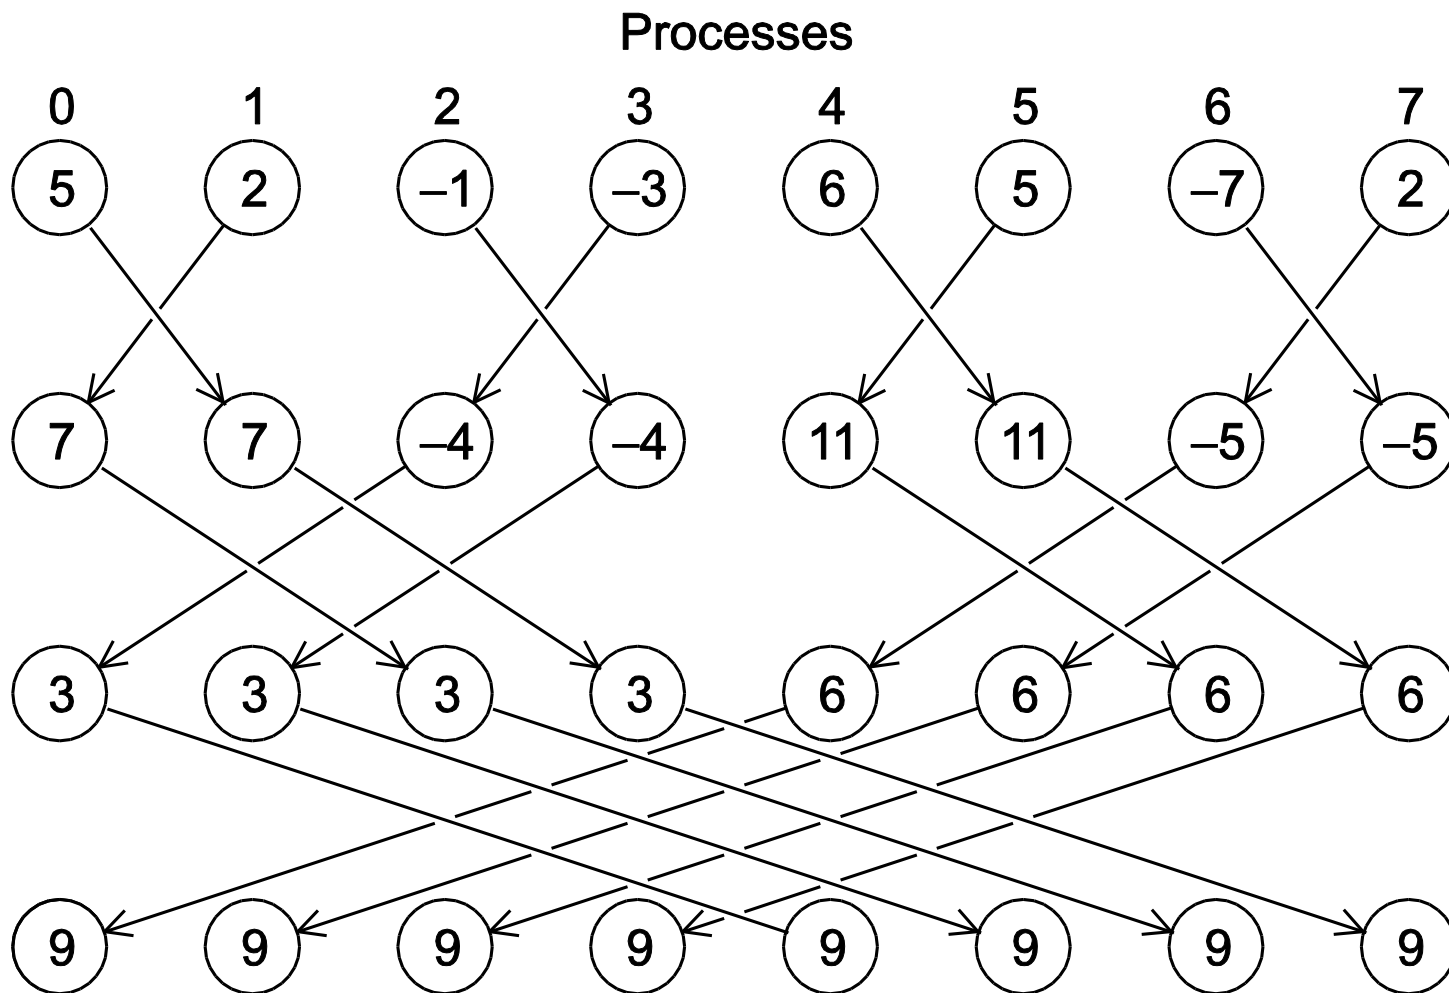 Processes
0 1 2 3 4 5 6 7
5 2 –1 –3 6 5 –7 2
7 7 –4 –4 11 11 –5 –5
3 3 3 3 6 6 6 6
9 9 9 9 9 9 9 9